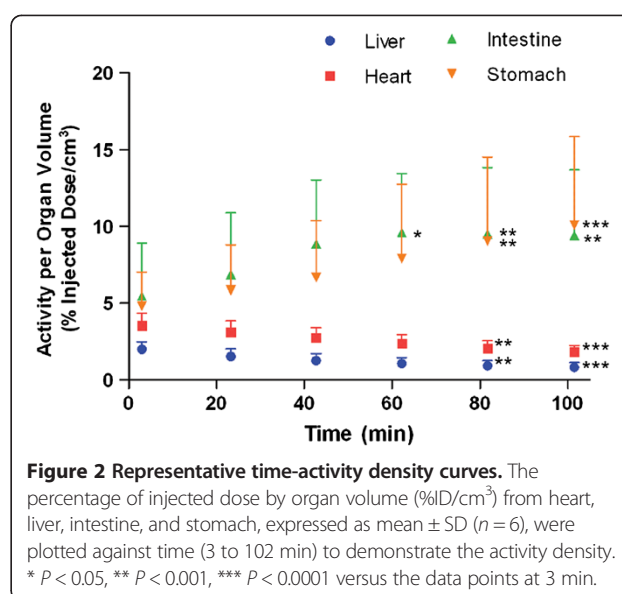 Liver Intestine
Heart Stomach
20
15
10
5
0
Activity per Organ Volume
(% Injected Dose/cm³)
*
**
**
***
**
**
**
***
***
0 20 40 60 80 100
Time (min)
Figure 2 Representative time-activity density curves. The
percentage of injected dose by organ volume (%ID/cm³) from heart,
liver, intestine, and stomach, expressed as mean ± SD (n = 6), were
plotted against time (3 to 102 min) to demonstrate the activity density.
* P < 0.05, ** P < 0.001, *** P < 0.0001 versus the data points at 3 min.